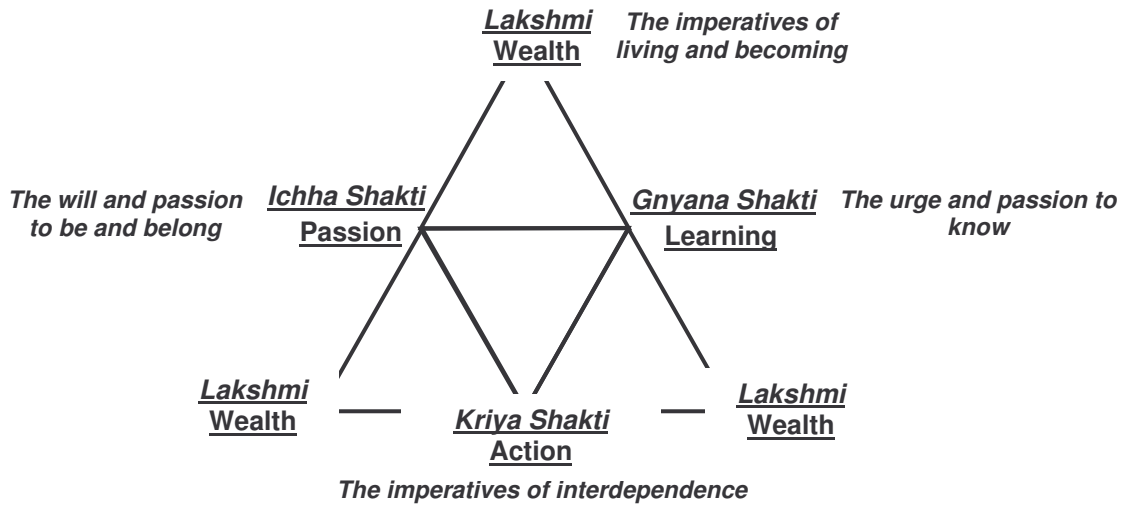 Lakshmi
Wealth
The imperatives of
living and becoming
The will and passion
to be and belong
Ichha Shakti
Passion
Gnyana Shakti
Learning
The urge and passion to
know
Lakshmi
Wealth
Kriya Shakti
Action
Lakshmi
Wealth
The imperatives of interdependence